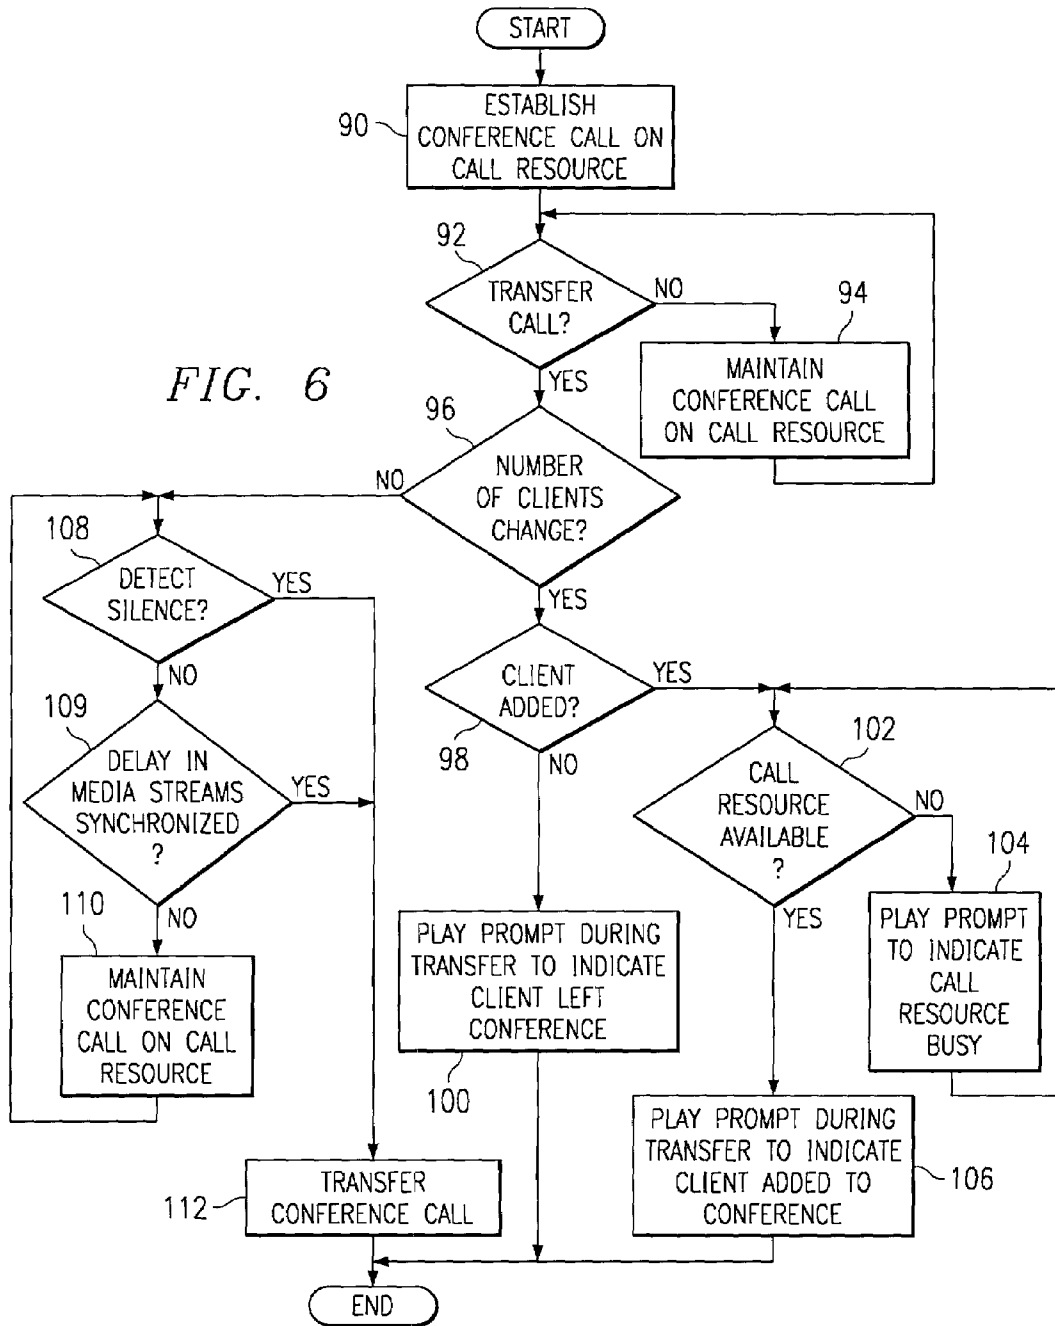 START
90
ESTABLISH
CONFERENCE CALL ON
CALL RESOURCE
92
TRANSFER
CALL?
NO
YES
94
MAINTAIN
CONFERENCE CALL
ON CALL RESOURCE
FIG. 6
96
NUMBER
OF CLIENTS
CHANGE?
NO
YES
108
DETECT
SILENCE?
YES
NO
109
DELAY IN
MEDIA STREAMS
SYNCHRONIZED
?
YES
NO
110
MAINTAIN
CONFERENCE
CALL ON CALL
RESOURCE
CLIENT
ADDED?
YES
98
NO
102
CALL
RESOURCE
AVAILABLE
?
NO
YES
104
PLAY PROMPT
TO INDICATE
CALL
RESOURCE
BUSY
PLAY PROMPT DURING
TRANSFER TO INDICATE
CLIENT LEFT
CONFERENCE
100
PLAY PROMPT DURING
TRANSFER TO INDICATE
CLIENT ADDED TO
CONFERENCE
106
112
TRANSFER
CONFERENCE CALL
END